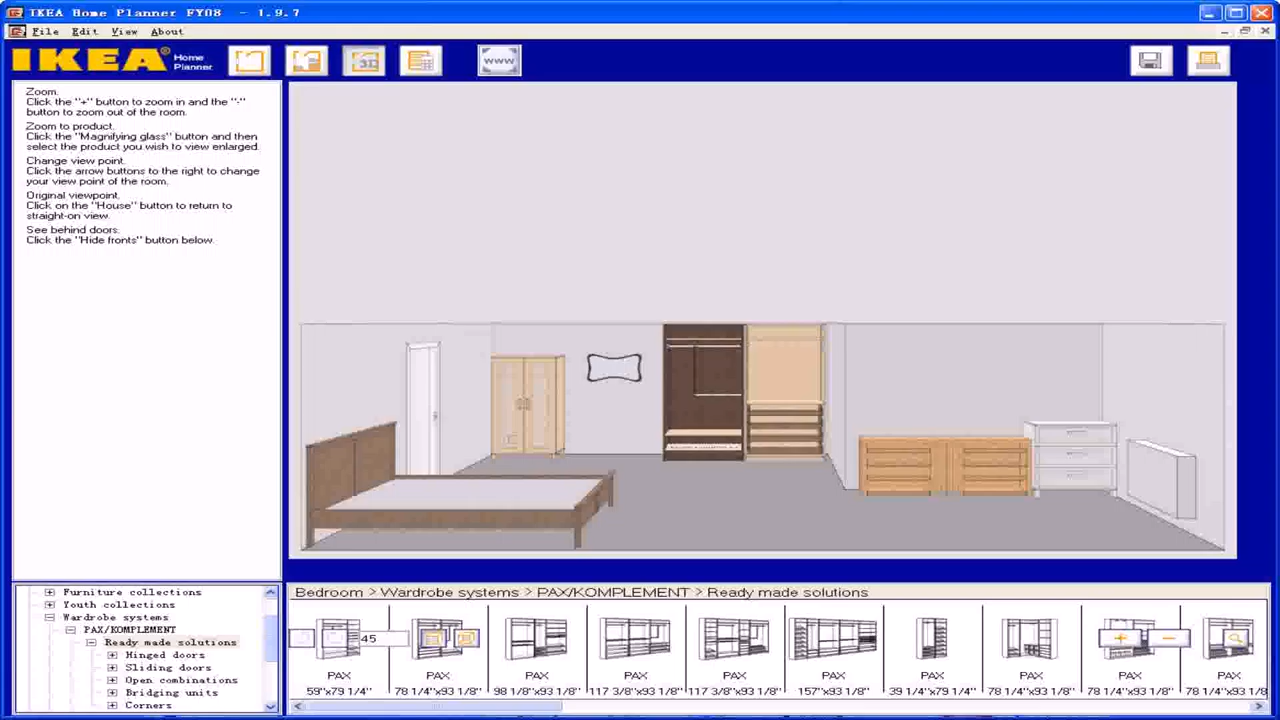 IKEA Home Planner FY08 - 1.9.7
File Edit View About
IKEA® Home Planner
3D
WWW
Zoom.
Click the "+" button to zoom in and the "-"
button to zoom out of the room.
Zoom to product.
Click the "Magnifying glass" button and then
select the product you wish to view enlarged.
Change view point.
Click the arrow buttons to the right to change
your view point of the room.
Original viewpoint.
Click on the "House" button to return to
straight-on view.
See behind doors.
Click the "Hide fronts" button below.
Furniture collections
Youth collections
Wardrobe systems
PAX/KOMPLEMENT
Ready made solutions
Hinged doors
Sliding doors
Open combinations
Bridging units
Corners
Bedroom > Wardrobe systems > PAX/KOMPLEMENT > Ready made solutions
45
PAX PAX PAX PAX PAX PAX PAX PAX PAX PAX
59"x79 1/4" 78 1/4"x93 1/8" 98 1/8"x93 1/8" 117 3/8"x93 1/8" 117 3/8"x93 1/8" 157"x93 1/8" 39 1/4"x79 1/4" 78 1/4"x93 1/8" 78 1/4"x93 1/8" 78 1/4"x93 1/8"